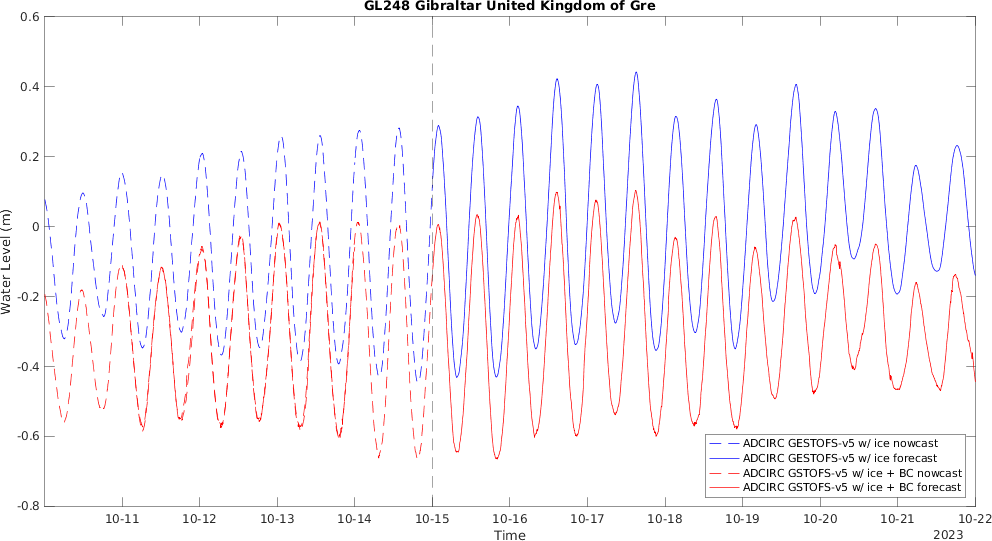 GL248 Gibraltar United Kingdom of Gre
0.6
0.4
0.2
0
-0.2
-0.4
-0.6
-0.8
Water Level (m)
10-11 10-12 10-13 10-14 10-15 10-16 10-17 10-18 10-19 10-20 10-21 10-22
Time
2023
ADCIRC GESTOFS-v5 w/ ice nowcast
ADCIRC GESTOFS-v5 w/ ice forecast
ADCIRC GSTOFS-v5 w/ ice + BC nowcast
ADCIRC GSTOFS-v5 w/ ice + BC forecast